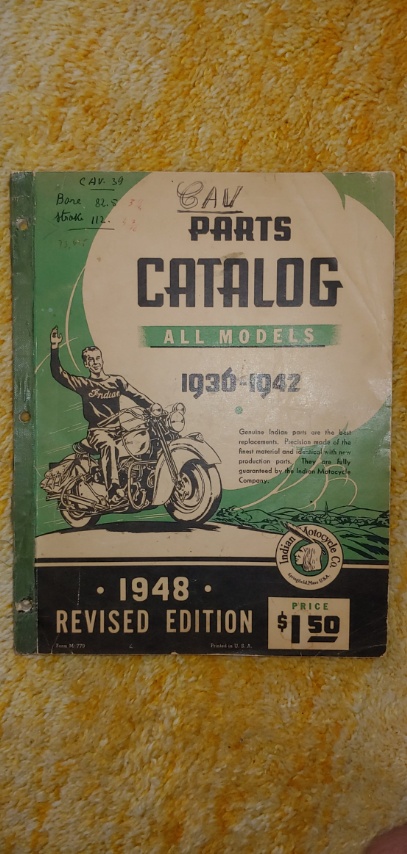 CAV 39
CAV
Bore 82.5
Stroke 112.
PARTS
CATALOG
ALL MODELS
1936-1942
Indian
Genuine Indian parts are the best
replacements. Precision made of the
finest material and identical with new
production parts. They are fully
guaranteed by the Indian Motocycle
Company.
Indian Motocycle Co.
Springfield, Mass. U.S.A.
· 1948 ·
REVISED EDITION
PRICE
$1.50
Printed in U. S. A.